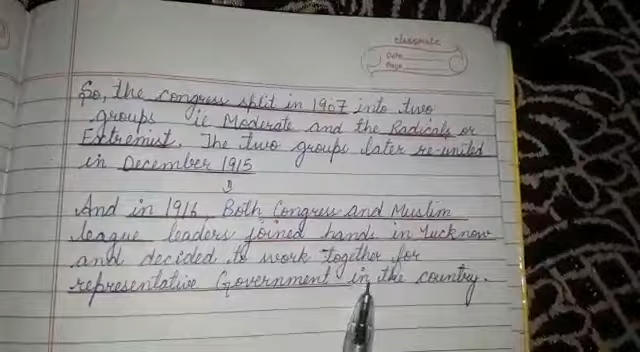 classmate
Date
Page
So, the congress split in 1907 into two
groups ie Moderate and the Radicals or
Extremist. The two groups later re-united
in December 1915
And in 1916, Both Congress and Muslim
league leaders joined hands in Lucknow
and decided to work together for
representative Government in the country.